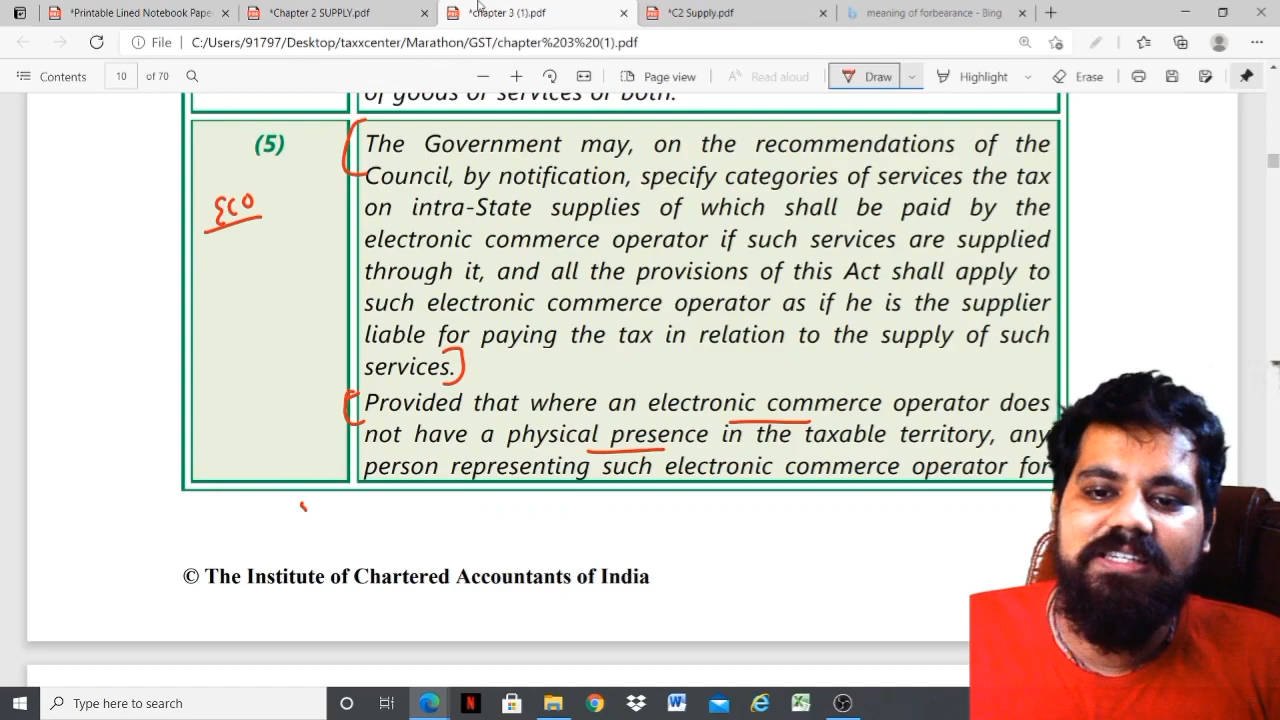 *Printable Lined Notebook Pape
*Chapter 2 SUPPLY.pdf
*chapter 3 (1).pdf
*C2 Supply.pdf
meaning of forbearance - Bing
File
C:/Users/91797/Desktop/taxxcenter/Marathon/GST/chapter%203%20(1).pdf
Contents
10
of 70
Page view
Read aloud
Draw
Highlight
Erase
of goods or services or both.
(5)
ECO
The Government may, on the recommendations of the
Council, by notification, specify categories of services the tax
on intra-State supplies of which shall be paid by the
electronic commerce operator if such services are supplied
through it, and all the provisions of this Act shall apply to
such electronic commerce operator as if he is the supplier
liable for paying the tax in relation to the supply of such
services.
Provided that where an electronic commerce operator does
not have a physical presence in the taxable territory, any
person representing such electronic commerce operator for
© The Institute of Chartered Accountants of India
Type here to search